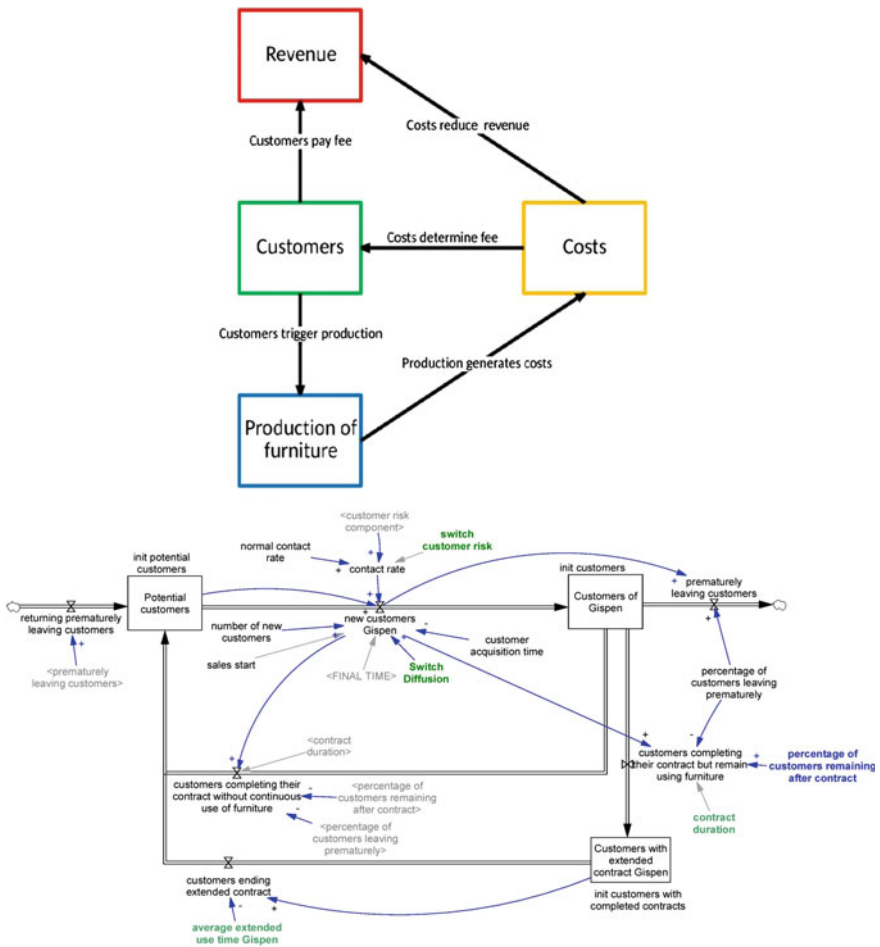 Revenue
Costs reduce revenue
Customers pay fee
Customers
Costs determine fee
Costs
Customers trigger production
Production generates costs
Production of
furniture
<customer risk
component>
switch
customer risk
normal contact
rate
+
+
contact rate
init potential
customers
Potential
customers
+
init customers
Customers of
Gispen
+
prematurely
leaving customers
+
returning prematurely
leaving customers
+
<prematurely
leaving customers>
+
new customers
Gispen
-
number of new
customers
+
sales start
<FINAL TIME>
Switch
Diffusion
customer
acquisition time
percentage of
customers leaving
prematurely
+
-
customers completing
their contract but remain
using furniture
+
percentage of
customers remaining
after contract
contract
duration
<contract
duration>
+
customers completing their
contract without continuous
use of furniture
-
<percentage of
customers remaining
after contract>
-
<percentage of
customers leaving
prematurely>
Customers with
extended
contract Gispen
init customers with
completed contracts
customers ending
extended contract
-
+
average extended
use time Gispen